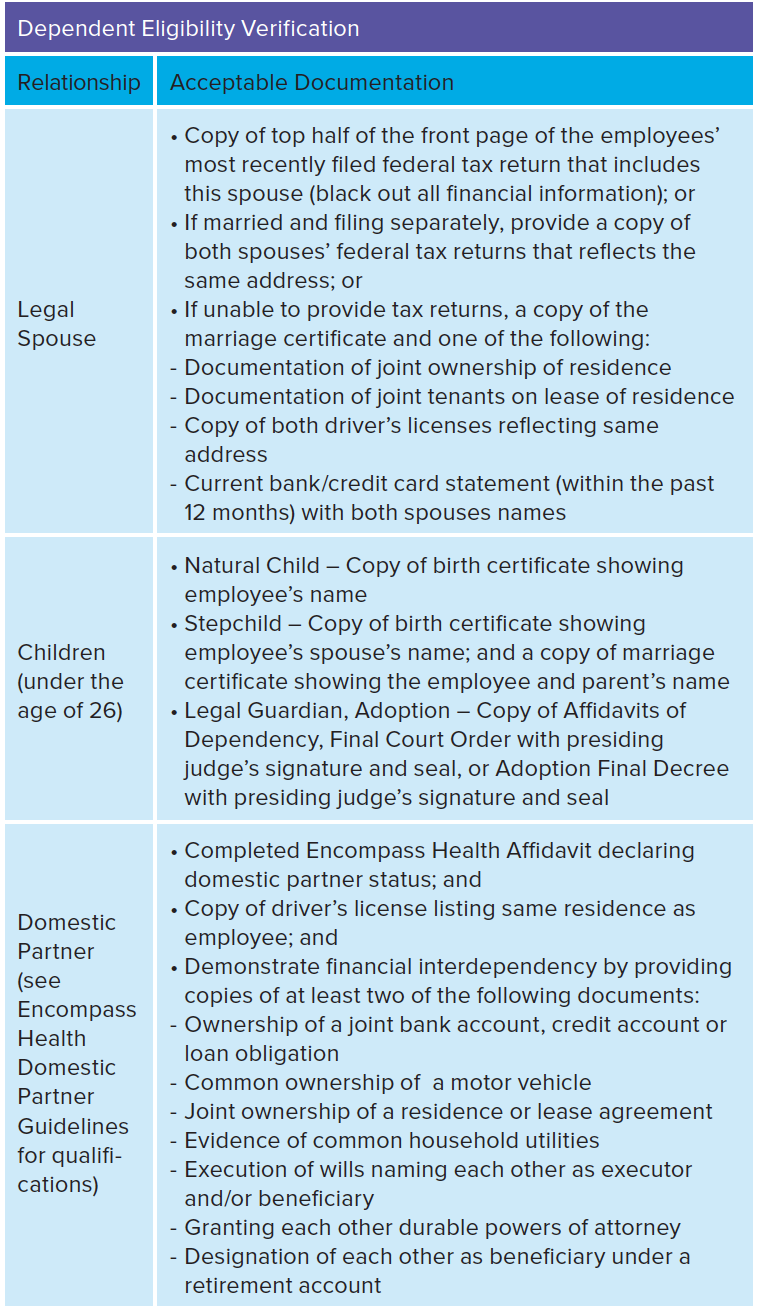 Dependent Eligibility Verification
Relationship
Acceptable Documentation
Legal
Spouse
• Copy of top half of the front page of the employees’
most recently filed federal tax return that includes
this spouse (black out all financial information); or
• If married and filing separately, provide a copy of
both spouses’ federal tax returns that reflects the
same address; or
• If unable to provide tax returns, a copy of the
marriage certificate and one of the following:
- Documentation of joint ownership of residence
- Documentation of joint tenants on lease of residence
- Copy of both driver’s licenses reflecting same
address
- Current bank/credit card statement (within the past
12 months) with both spouses names
Children
(under the
age of 26)
• Natural Child – Copy of birth certificate showing
employee’s name
• Stepchild – Copy of birth certificate showing
employee’s spouse’s name; and a copy of marriage
certificate showing the employee and parent’s name
• Legal Guardian, Adoption – Copy of Affidavits of
Dependency, Final Court Order with presiding
judge’s signature and seal, or Adoption Final Decree
with presiding judge’s signature and seal
Domestic
Partner
(see
Encompass
Health
Domestic
Partner
Guidelines
for qualifi-
cations)
• Completed Encompass Health Affidavit declaring
domestic partner status; and
• Copy of driver’s license listing same residence as
employee; and
• Demonstrate financial interdependency by providing
copies of at least two of the following documents:
- Ownership of a joint bank account, credit account or
loan obligation
- Common ownership of  a motor vehicle
- Joint ownership of a residence or lease agreement
- Evidence of common household utilities
- Execution of wills naming each other as executor
and/or beneficiary
- Granting each other durable powers of attorney
- Designation of each other as beneficiary under a
retirement account